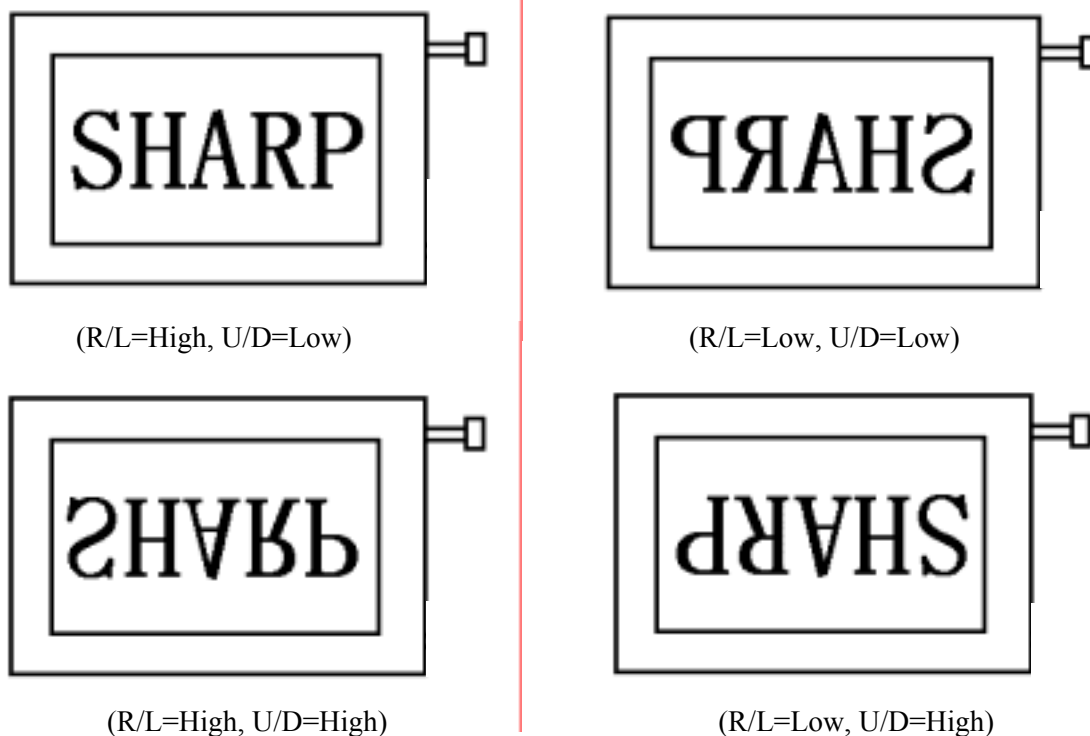 SHARP
SHARP
(R/L=High, U/D=Low)
(R/L=Low, U/D=Low)
SHARP
SHARP
(R/L=High, U/D=High)
(R/L=Low, U/D=High)